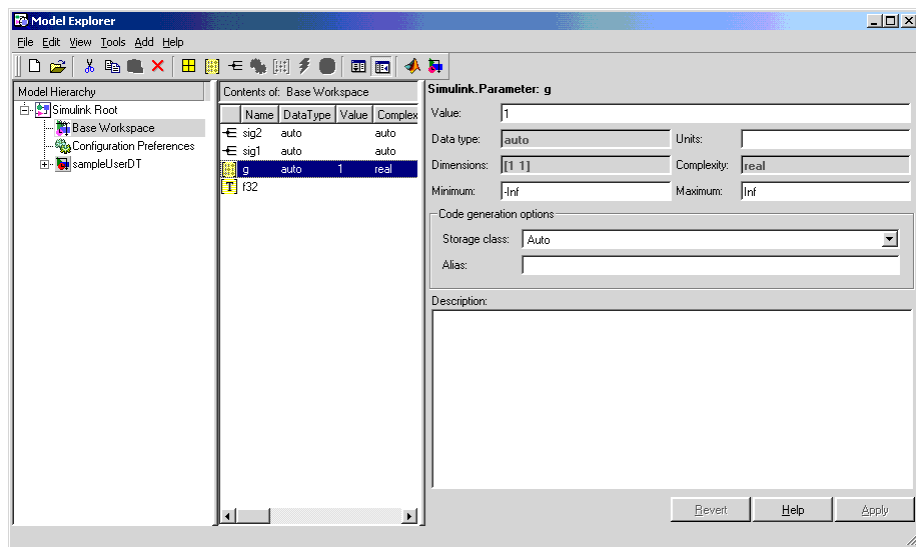 Model Explorer
File Edit View Tools Add Help
Model Hierarchy
Simulink Root
Base Workspace
Configuration Preferences
sampleUserDT
Contents of: Base Workspace
Name DataType Value Complex
sig2 auto auto
sig1 auto auto
g auto 1 real
[T] f32
Simulink.Parameter: g
Value: 1
Data type: auto Units:
Dimensions: [1 1] Complexity: real
Minimum: -Inf Maximum: Inf
Code generation options
Storage class: Auto
Alias:
Description:
Revert Help Apply